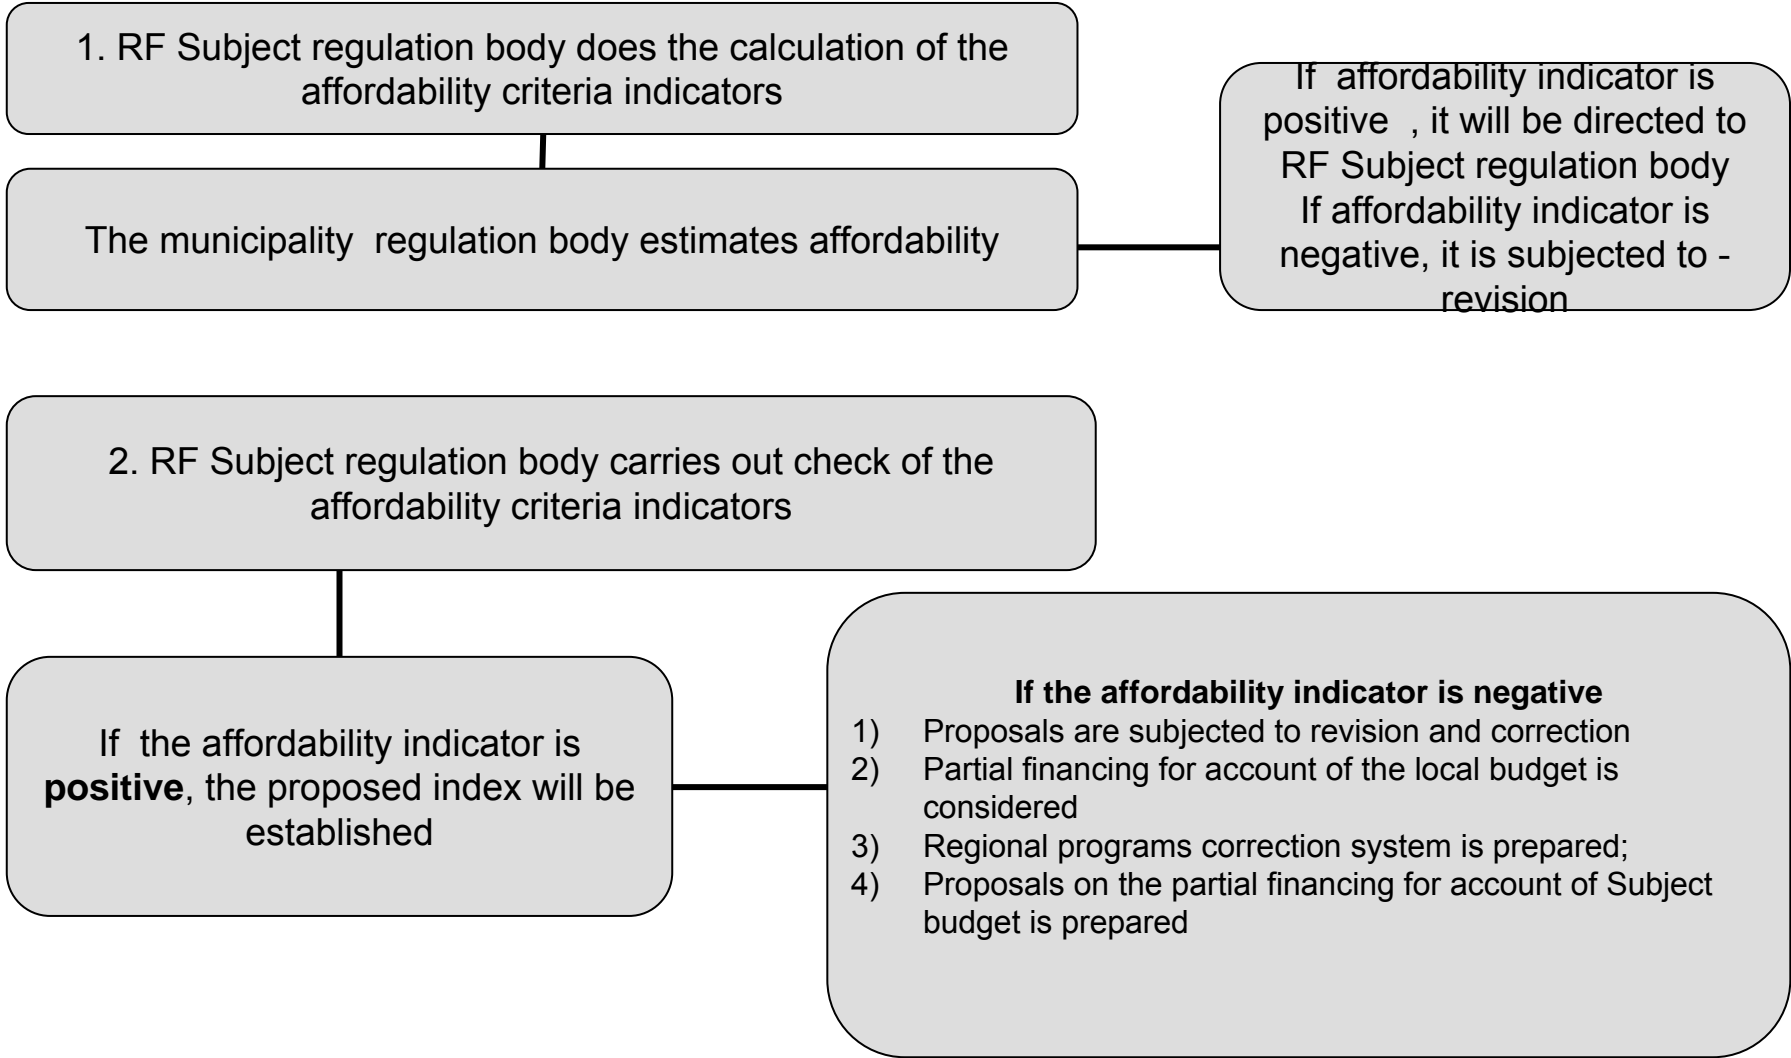 1. RF Subject regulation body does the calculation of the
affordability criteria indicators
If  affordability indicator is
positive  , it will be directed to
RF Subject regulation body
If affordability indicator is
negative, it is subjected to -
revision
The municipality  regulation body estimates affordability
2. RF Subject regulation body carries out check of the
affordability criteria indicators
If  the affordability indicator is
positive, the proposed index will be
established
If the affordability indicator is negative
1) Proposals are subjected to revision and correction
2) Partial financing for account of the local budget is
considered
3) Regional programs correction system is prepared;
4) Proposals on the partial financing for account of Subject
budget is prepared